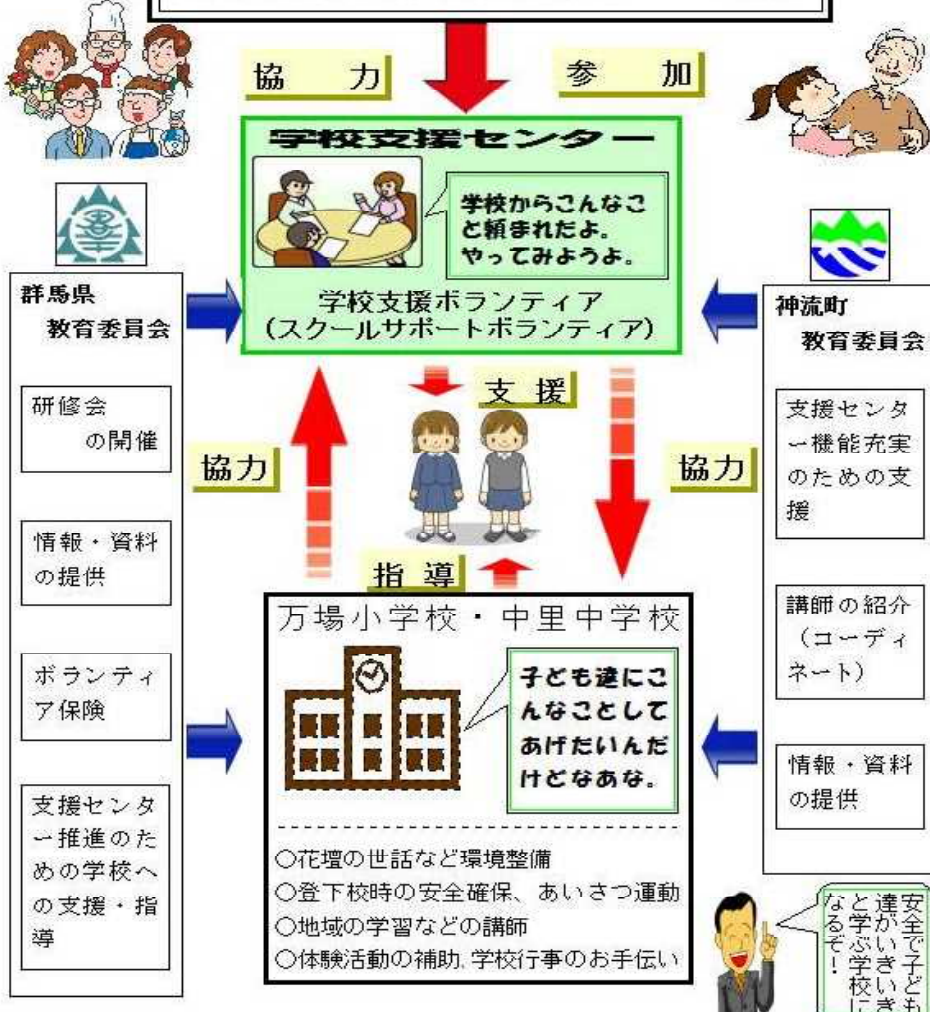 協 力
参 加
学校支援センター
学校からこんなこ
と頼まれだよ。
やってみようよ。
学校支援ボランティア
(スクールサポートボランティア)
群馬県
教育委員会
研修会
の開催
情報・資料
の提供
ボランティ
ア保険
支援センタ
ー推進のた
めの学校へ
の支援・指
導
神流町
教育委員会
支援センタ
ー機能充実
のための支
援
講師の紹介
(コーディ
ネート)
情報・資料
の提供
支 援
協力
協力
指 導
万場小学校・中里中学校
子ども達にこ
んなことして
あげだいんだ
けどなあな。
○花壇の世話など環境整備
○登下校時の安全確保、あいさつ運動
○地域の学習などの講師
○体験活動の補助、学校行事のお手伝い
安全で子ども
達がいきいき
と学ぶ学校に
なるぞ!